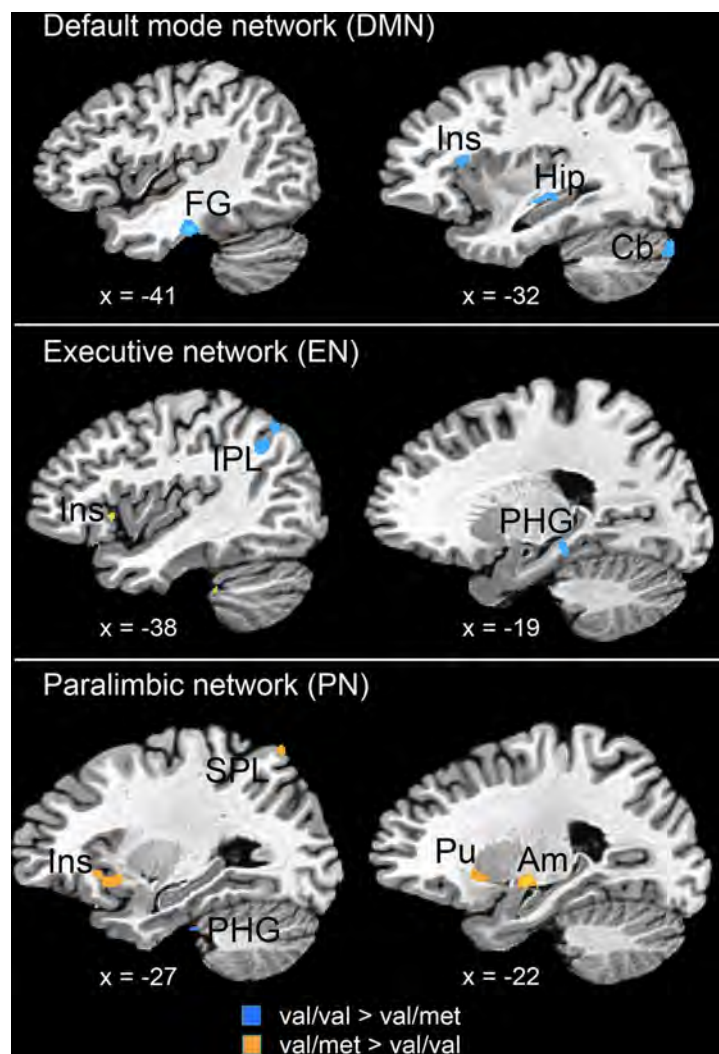 Default mode network (DMN)
FG
Ins
Hip
Cb
x = -41
x = -32
Executive network (EN)
IPL
Ins
PHG
x = -38
x = -19
Paralimbic network (PN)
SPL
Ins
Pu
Am
PHG
x = -27
x = -22
val/val > val/met
val/met > val/val